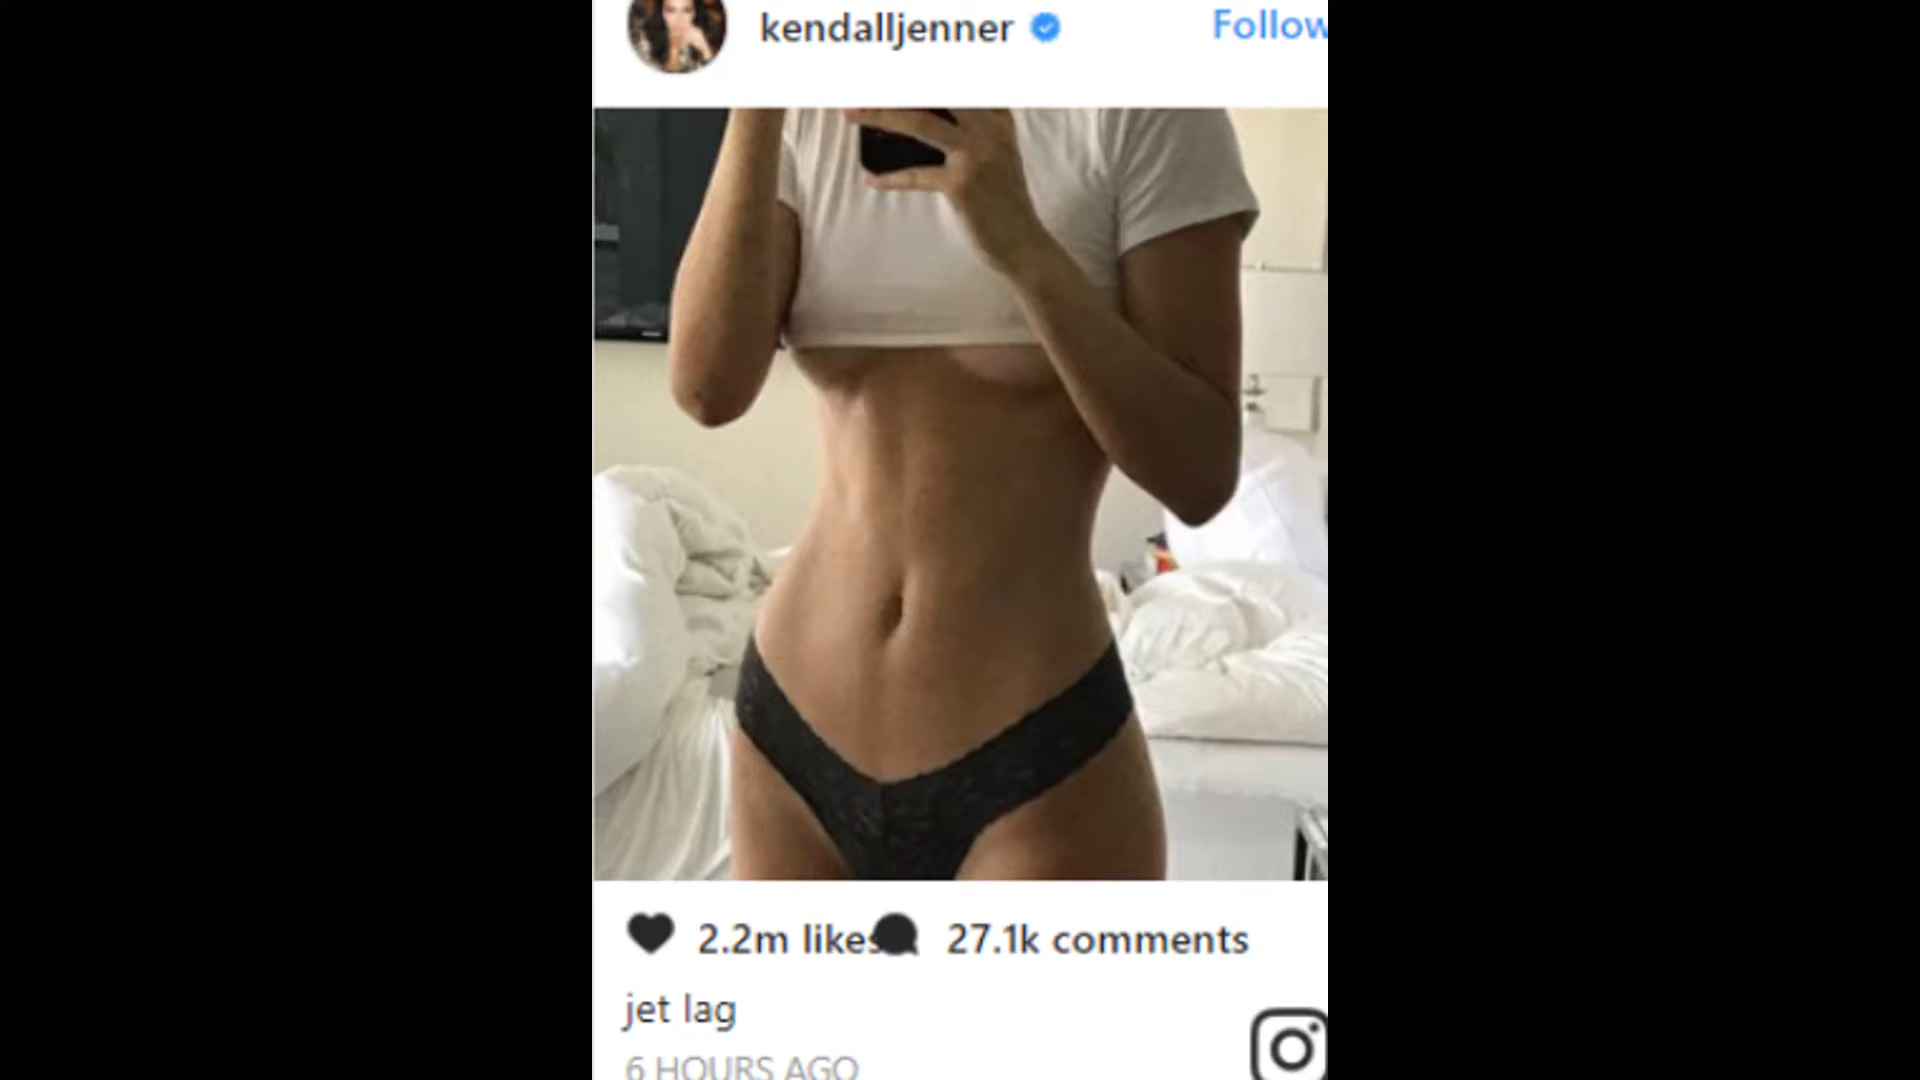 kendalljenner Follow
2.2m likes 27.1k comments
jet lag
6 HOURS AGO